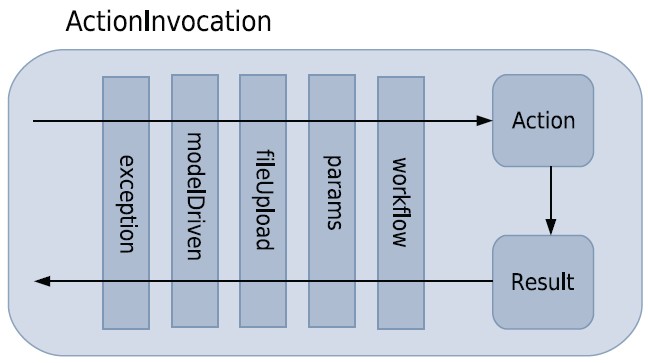 ActionInvocation
exception
modelDriven
fileUpload
params
workflow
Action
Result